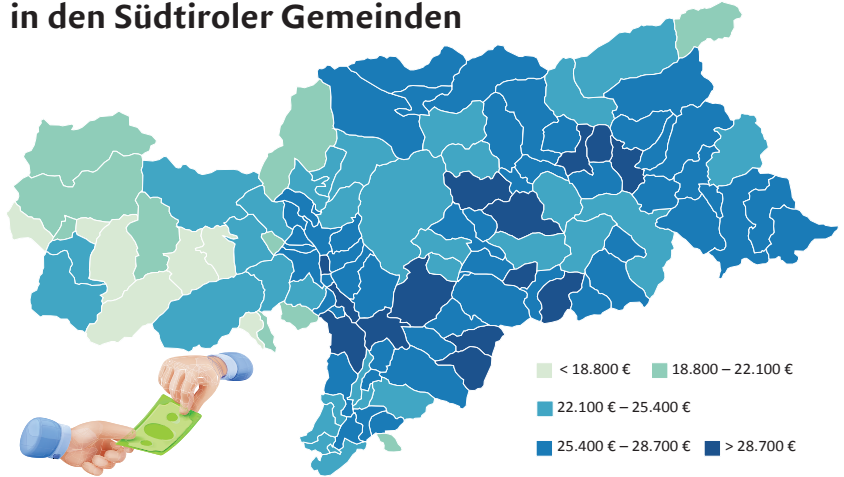 in den Südtiroler Gemeinden
< 18.800 € 18.800 – 22.100 €
22.100 € – 25.400 €
25.400 € – 28.700 € > 28.700 €